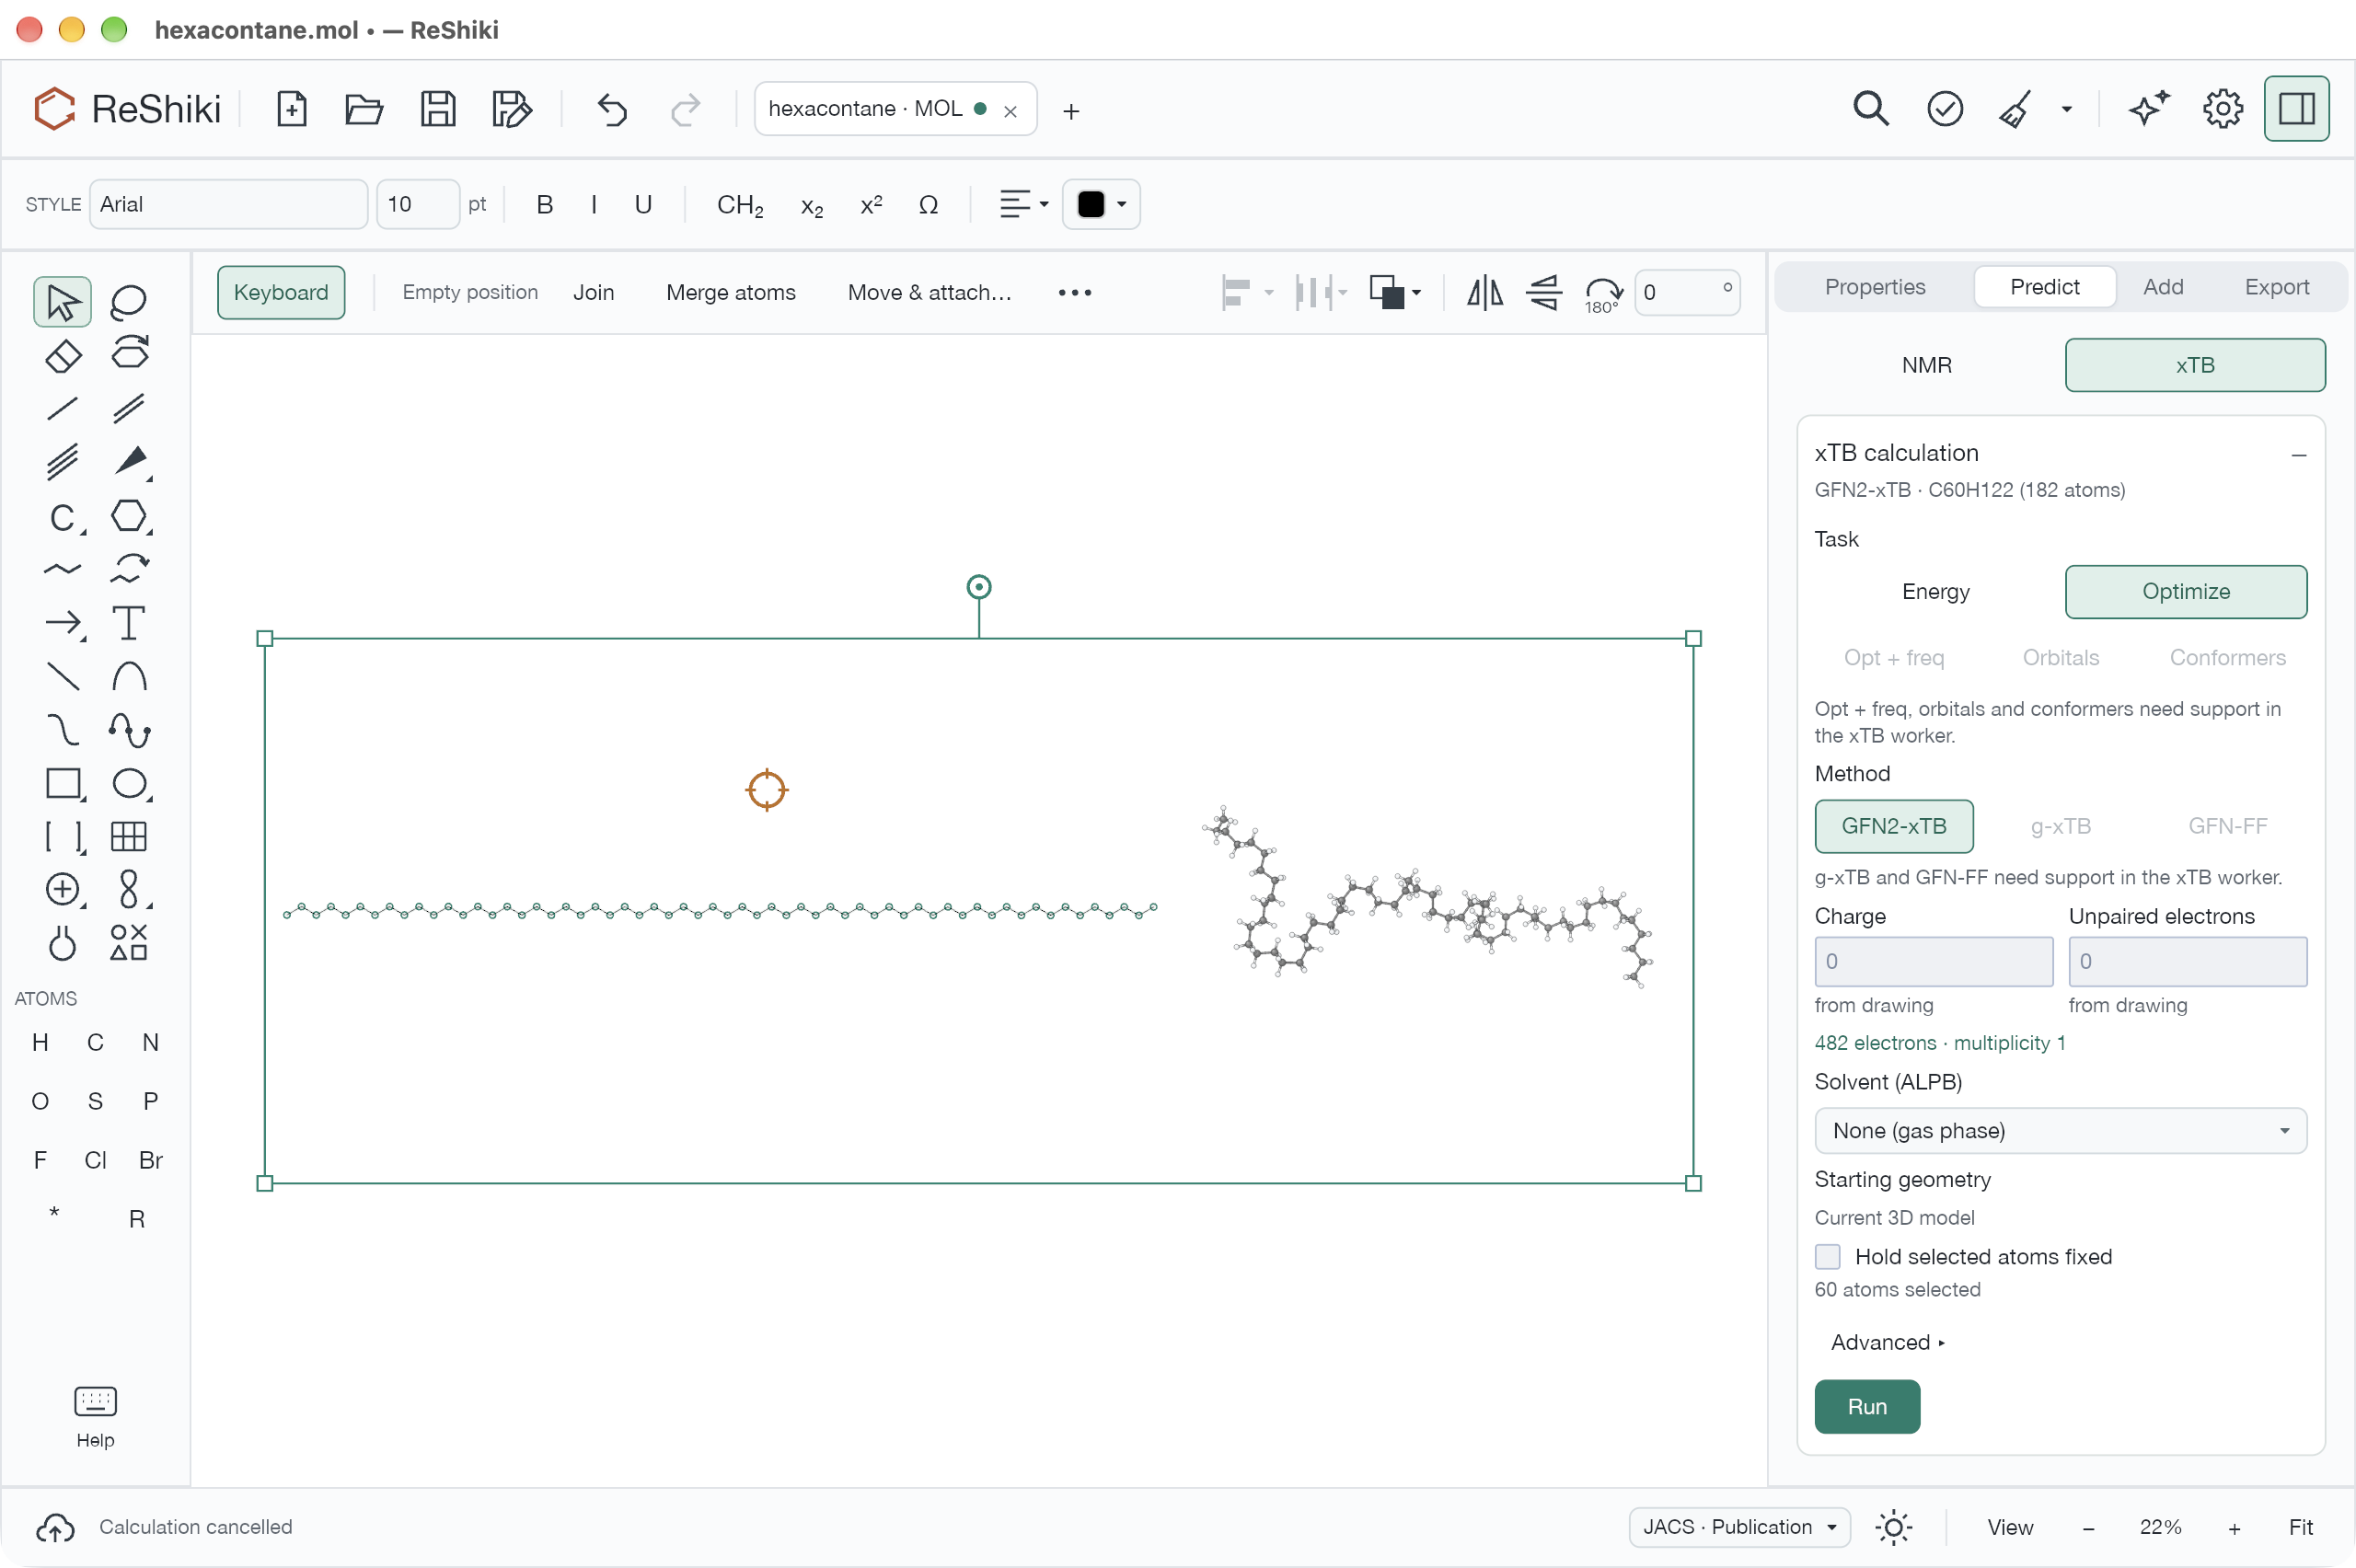 hexacontane.mol • — ReShiki
ReShiki
hexacontane · MOL
STYLE
Arial
10
pt
B I U
CH₂ x₂ x² Ω
Keyboard
Empty position
Join
Merge atoms
Move & attach...
180°
0 °
Properties
Predict
Add
Export
NMR
xTB
xTB calculation
GFN2-xTB · C60H122 (182 atoms)
Task
Energy
Optimize
Opt + freq
Orbitals
Conformers
Opt + freq, orbitals and conformers need support in
the xTB worker.
Method
GFN2-xTB
g-xTB
GFN-FF
g-xTB and GFN-FF need support in the xTB worker.
Charge
Unpaired electrons
0
0
from drawing
from drawing
482 electrons · multiplicity 1
Solvent (ALPB)
None (gas phase)
Starting geometry
Current 3D model
Hold selected atoms fixed
60 atoms selected
Advanced
Run
C
T
ATOMS
H C N
O S P
F Cl Br
* R
Help
Calculation cancelled
JACS · Publication
View
− 22% +
Fit